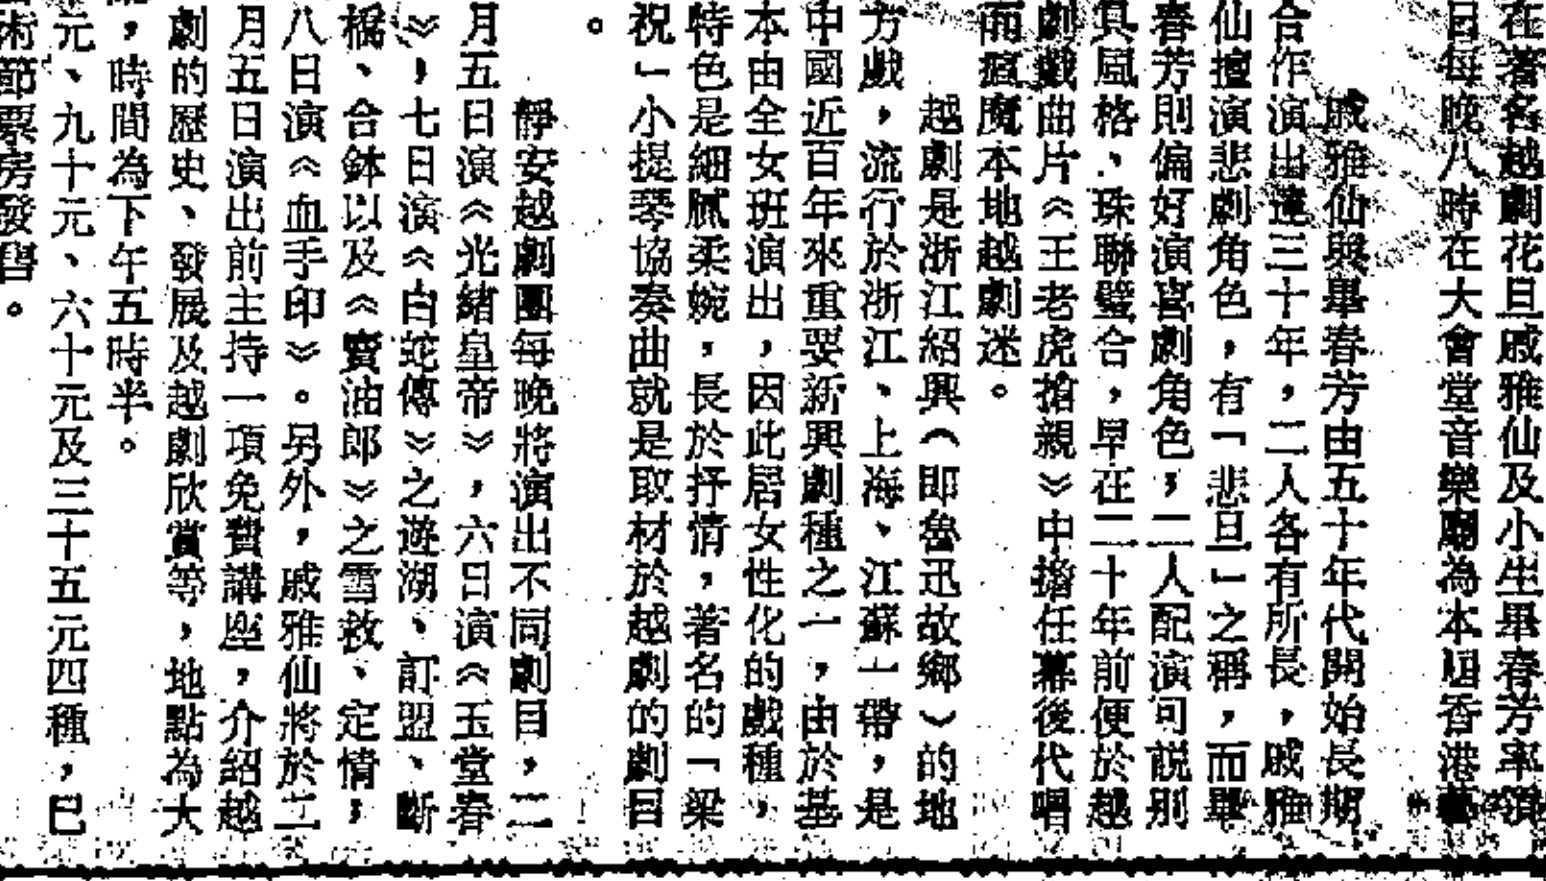 在著名越劇花旦戚雅仙及小生畢春芳率領
日每晚八時在大會堂音樂廳為本屆香港藝
戚雅仙與畢春芳由五十年代開始長期
合作演出達三十年，二人各有所長，戚雅
仙擅演悲劇角色，有「悲旦」之稱，而畢
春芳則偏好演喜劇角色，二人配演可說別
具風格、珠聯璧合，早在二十年前便於越
劇戲曲片《王老虎搶親》中擔任幕後代唱
而瘋魔本地越劇迷。
越劇是浙江紹興（即魯迅故鄉）的地
方戲，流行於浙江、上海、江蘇一帶，是
中國近百年來重要新興劇種之一，由於基
本由全女班演出，因此居女性化的戲種，
特色是細膩柔婉，長於抒情，著名的「梁
祝」小提琴協奏曲就是取材於越劇的劇目
。
靜安越劇團每晚將演出不同劇目，二
月五日演《光緒皇帝》，六日演《玉堂春
》，七日演《白蛇傳》之遊湖、訂盟、斷
橋、合鉢以及《賣油郎》之雪救、定情，
八日演《血手印》。另外，戚雅仙將於二
月五日演出前主持一項免費講座，介紹越
劇的歷史、發展及越劇欣賞等，地點為大
，時間為下午五時半。
元、九十元、六十元及三十五元四種，已
術節票房發售。